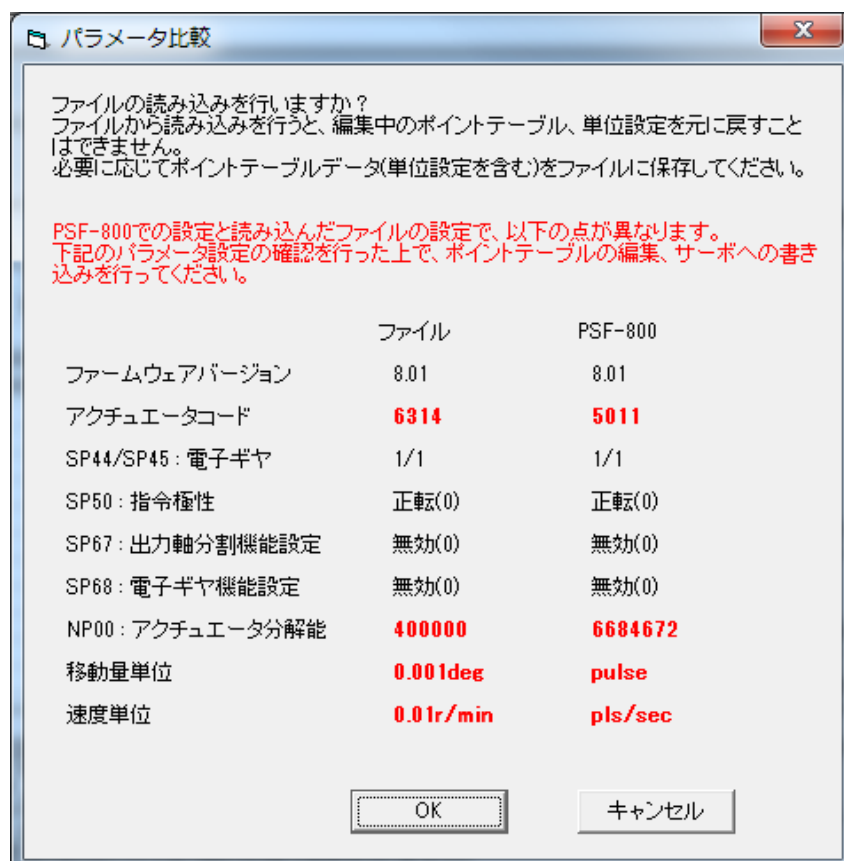 パラメータ比較
ファイルの読み込みを行いますか？
ファイルから読み込みを行うと、編集中のポイントテーブル、単位設定を元に戻すこと
はできません。
必要に応じてポイントテーブルデータ(単位設定を含む)をファイルに保存してください。
PSF-800での設定と読み込んだファイルの設定で、以下の点が異なります。
下記のパラメータ設定の確認を行った上で、ポイントテーブルの編集、サーボへの書き
込みを行ってください。
ファイル PSF-800
ファームウェアバージョン 8.01 8.01
アクチュエータコード 6314 5011
SP44/SP45：電子ギヤ 1/1 1/1
SP50：指令極性 正転(0) 正転(0)
SP67：出力軸分割機能設定 無効(0) 無効(0)
SP68：電子ギヤ機能設定 無効(0) 無効(0)
NP00：アクチュエータ分解能 400000 6684672
移動量単位 0.001deg pulse
速度単位 0.01r/min pls/sec
OK キャンセル